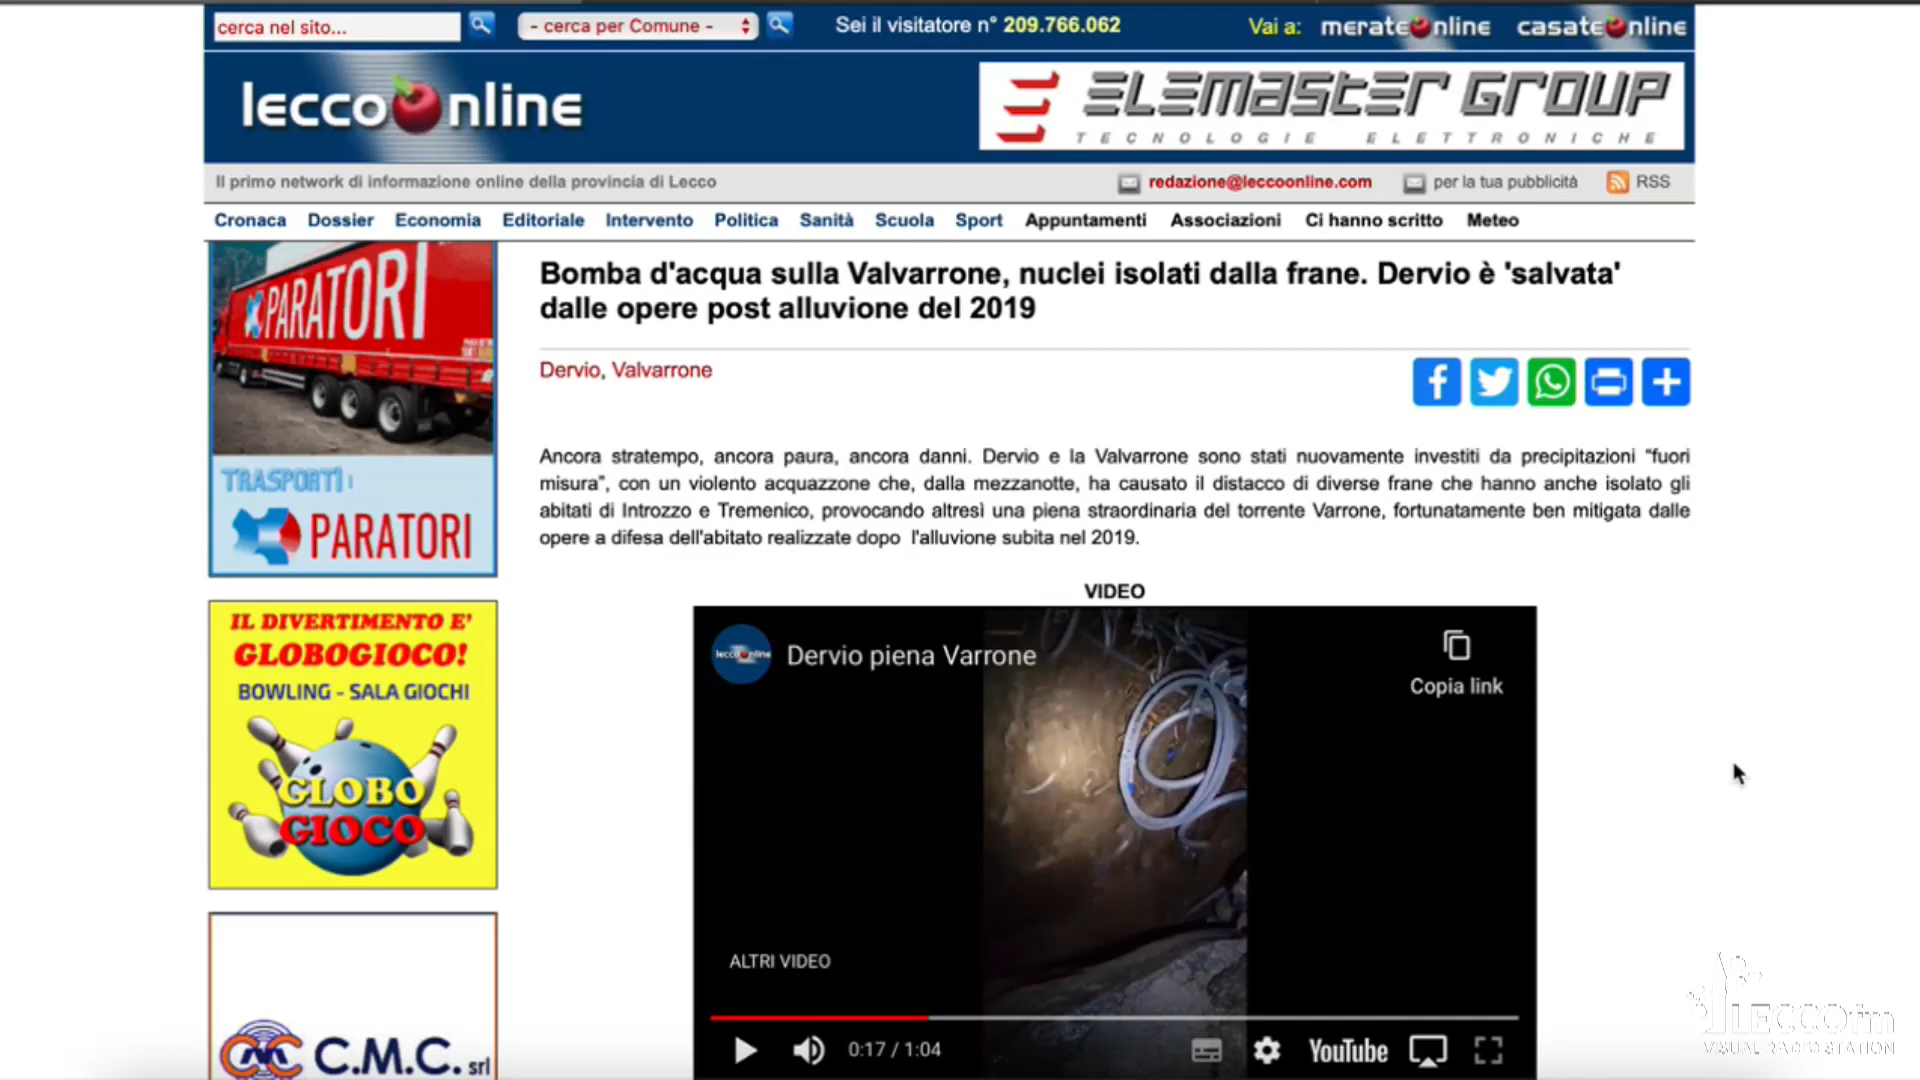 cerca nel sito...
- cerca per Comune -
Sei il visitatore n° 209.766.062
Vai a:
merateonline
casateonline
leccoonline
ELEMASTER GROUP
TECNOLOGIE ELETTRONICHE
Il primo network di informazione online della provincia di Lecco
redazione@leccoonline.com
per la tua pubblicità
RSS
Cronaca Dossier Economia Editoriale Intervento Politica Sanità Scuola Sport Appuntamenti Associazioni Ci hanno scritto Meteo
PARATORI
TRASPORTI
PARATORI
Bomba d'acqua sulla Valvarrone, nuclei isolati dalla frane. Dervio è 'salvata'
dalle opere post alluvione del 2019
Dervio, Valvarrone
Ancora stratempo, ancora paura, ancora danni. Dervio e la Valvarrone sono stati nuovamente investiti da precipitazioni “fuori
misura”, con un violento acquazzone che, dalla mezzanotte, ha causato il distacco di diverse frane che hanno anche isolato gli
abitati di Introzzo e Tremenico, provocando altresì una piena straordinaria del torrente Varrone, fortunatamente ben mitigata dalle
opere a difesa dell'abitato realizzate dopo l'alluvione subita nel 2019.
VIDEO
leccoonline
Dervio piena Varrone
Copia link
ALTRI VIDEO
0:17 / 1:04
YouTube
IL DIVERTIMENTO E'
GLOBOGIOCO!
BOWLING - SALA GIOCHI
GLOBO
GIOCO
CMC C.M.C. srl
LECCOfm
VISUAL RADIO STATION